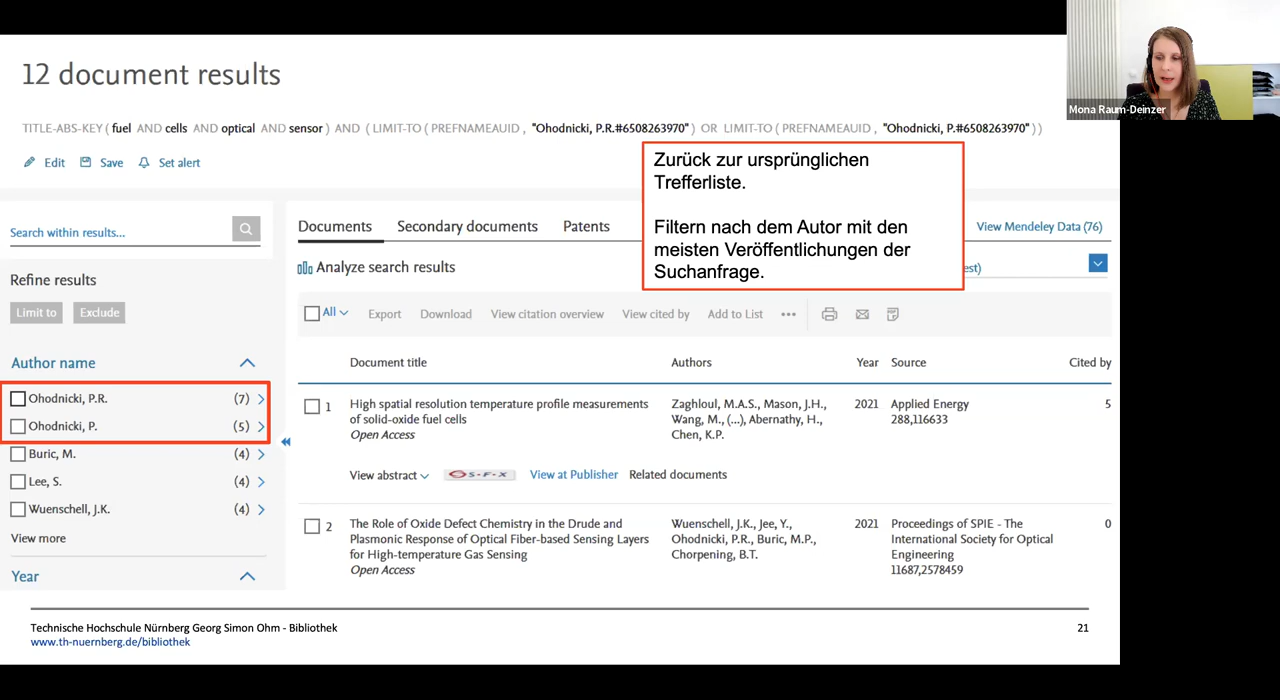 Mona Raum-Deinzer
12 document results
TITLE-ABS-KEY ( fuel AND cells AND optical AND sensor ) AND ( LIMIT-TO ( PREFNAMEAUID , "Ohodnicki, P.R.#6508263970" ) OR LIMIT-TO ( PREFNAMEAUID , "Ohodnicki, P.#6508263970" ) )
Edit Save Set alert
Zurück zur ursprünglichen
Trefferliste.
Filtern nach dem Autor mit den
meisten Veröffentlichungen der
Suchanfrage.
Search within results...
Documents Secondary documents Patents View Mendeley Data (76)
Refine results
Analyze search results est)
Limit to Exclude
All Export Download View citation overview View cited by Add to List •••
Author name
Ohodnicki, P.R. (7)
Ohodnicki, P. (5)
Buric, M. (4)
Lee, S. (4)
Wuenschell, J.K. (4)
View more
Year
Document title Authors Year Source Cited by
1 High spatial resolution temperature profile measurements Zaghloul, M.A.S., Mason, J.H., 2021 Applied Energy 5
of solid-oxide fuel cells Wang, M., (...), Abernathy, H., 288,116633
Open Access Chen, K.P.
View abstract S-F-X View at Publisher Related documents
2 The Role of Oxide Defect Chemistry in the Drude and Wuenschell, J.K., Jee, Y., 2021 Proceedings of SPIE - The 0
Plasmonic Response of Optical Fiber-based Sensing Layers Ohodnicki, P.R., Buric, M.P., International Society for Optical
for High-temperature Gas Sensing Chorpening, B.T. Engineering
Open Access 11687,2578459
Technische Hochschule Nürnberg Georg Simon Ohm - Bibliothek 21
www.th-nuernberg.de/bibliothek